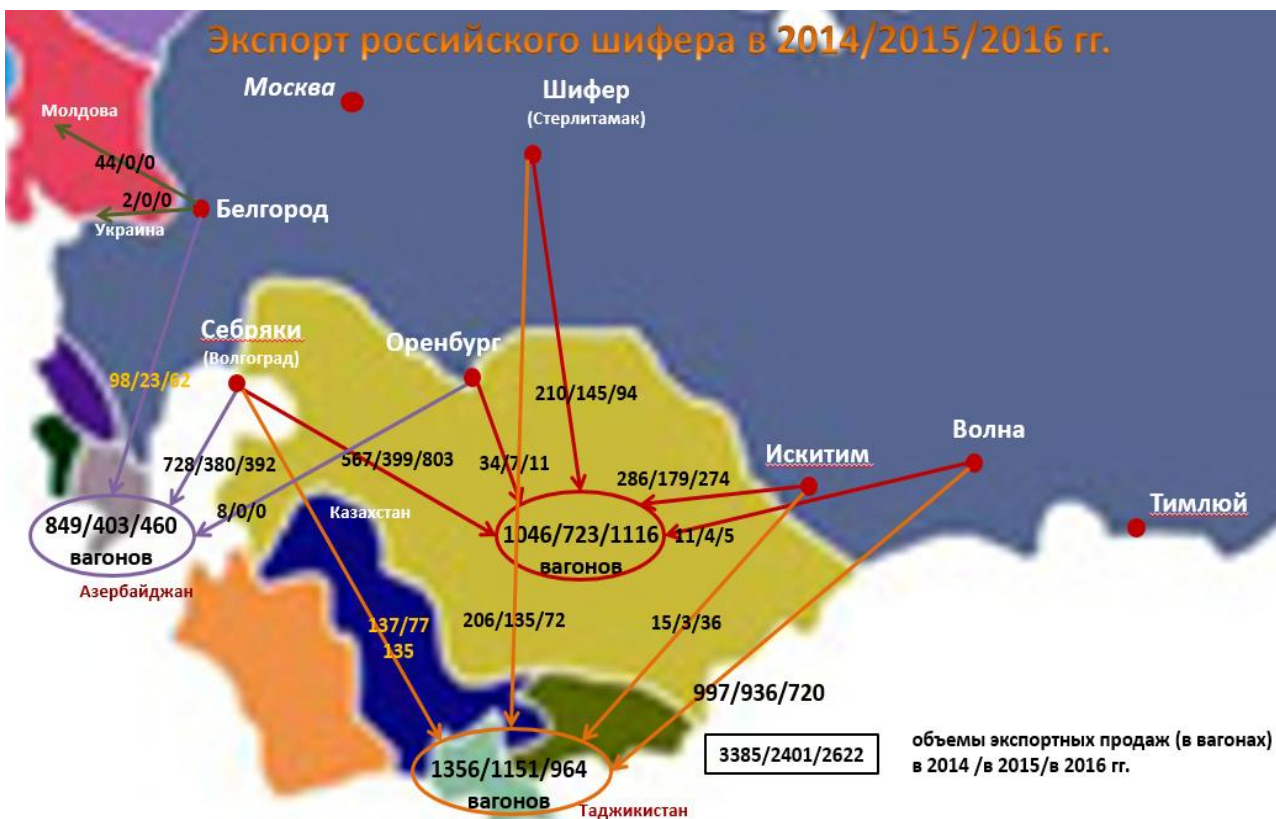 Экспорт российского шифера в 2014/2015/2016 гг.
Москва
Шифер
(Стерлитамак)
Молдова
44/0/0
2/0/0
Белгород
Украина
Себряки
(Волгоград)
Оренбург
98/23/62
210/145/94
Волна
Искитим
728/380/392
567/399/803
34/7/11
286/179/274
Тимлюй
8/0/0
Казахстан
849/403/460
вагонов
1046/723/1116
вагонов
11/4/5
Азербайджан
137/77
135
206/135/72
15/3/36
997/936/720
3385/2401/2622
объемы экспортных продаж (в вагонах)
в 2014 /в 2015/в 2016 гг.
1356/1151/964
вагонов
Таджикистан